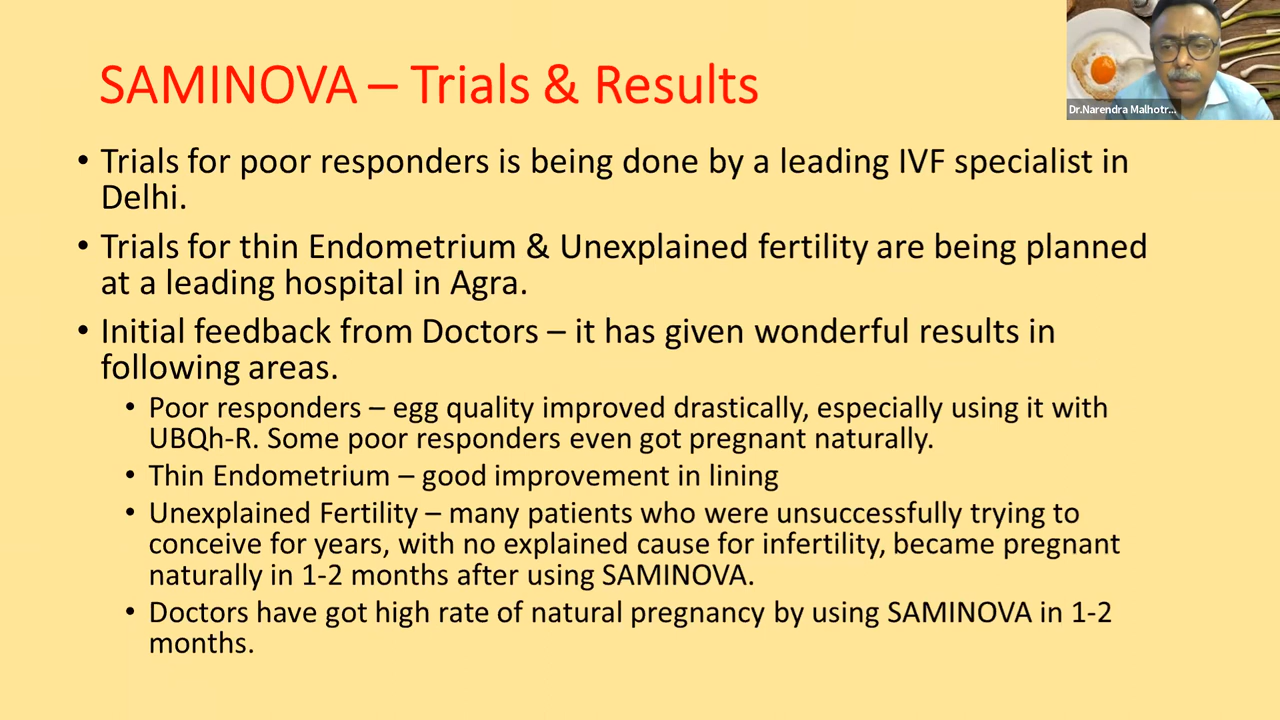 SAMINOVA – Trials & Results
Dr.Narendra Malhotr...
• Trials for poor responders is being done by a leading IVF specialist in
Delhi.
• Trials for thin Endometrium & Unexplained fertility are being planned
at a leading hospital in Agra.
• Initial feedback from Doctors – it has given wonderful results in
following areas.
• Poor responders – egg quality improved drastically, especially using it with
UBQh-R. Some poor responders even got pregnant naturally.
• Thin Endometrium – good improvement in lining
• Unexplained Fertility – many patients who were unsuccessfully trying to
conceive for years, with no explained cause for infertility, became pregnant
naturally in 1-2 months after using SAMINOVA.
• Doctors have got high rate of natural pregnancy by using SAMINOVA in 1-2
months.